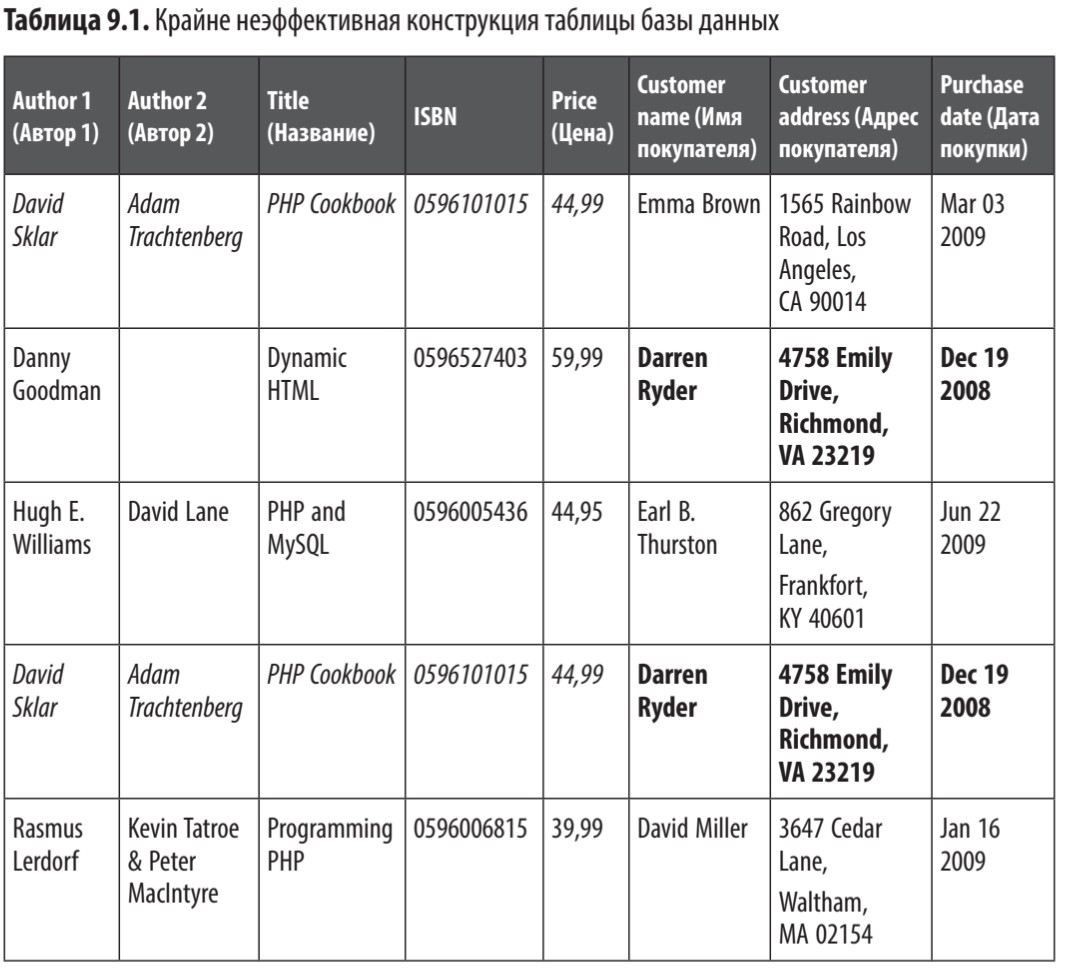 Таблица 9.1. Крайне неэффективная конструкция таблицы базы данных
Author 1 (Автор 1) | Author 2 (Автор 2) | Title (Название) | ISBN | Price (Цена) | Customer name (Имя покупателя) | Customer address (Адрес покупателя) | Purchase date (Дата покупки)
David Sklar | Adam Trachtenberg | PHP Cookbook | 0596101015 | 44,99 | Emma Brown | 1565 Rainbow Road, Los Angeles, CA 90014 | Mar 03 2009
Danny Goodman | | Dynamic HTML | 0596527403 | 59,99 | Darren Ryder | 4758 Emily Drive, Richmond, VA 23219 | Dec 19 2008
Hugh E. Williams | David Lane | PHP and MySQL | 0596005436 | 44,95 | Earl B. Thurston | 862 Gregory Lane, Frankfort, KY 40601 | Jun 22 2009
David Sklar | Adam Trachtenberg | PHP Cookbook | 0596101015 | 44,99 | Darren Ryder | 4758 Emily Drive, Richmond, VA 23219 | Dec 19 2008
Rasmus Lerdorf | Kevin Tatroe & Peter MacIntyre | Programming PHP | 0596006815 | 39,99 | David Miller | 3647 Cedar Lane, Waltham, MA 02154 | Jan 16 2009